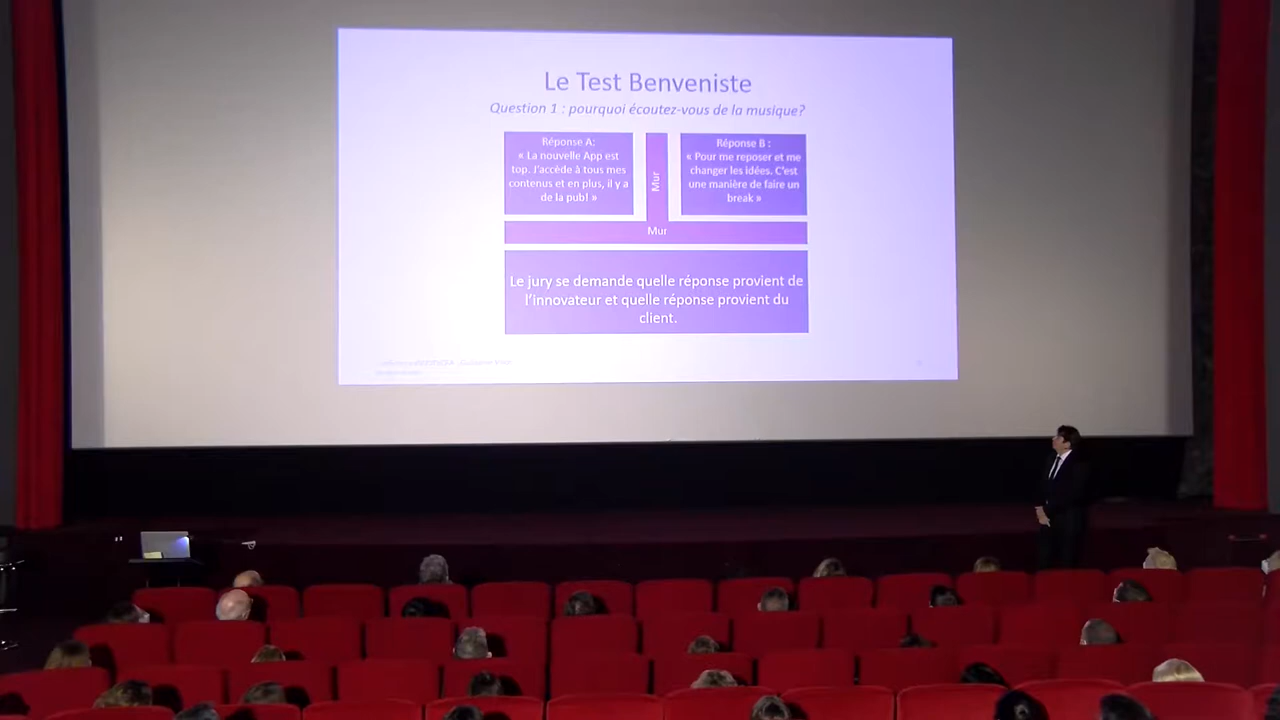 Le Test Benveniste
Question 1 : pourquoi écoutez-vous de la musique?
Réponse A:
« La nouvelle App est
top. J'accède à tous mes
contenus et en plus, il y a
de la pub! »
Mur
Réponse B :
« Pour me reposer et me
changer les idées. C'est
une manière de faire un
break »
Mur
Le jury se demande quelle réponse provient de
l'innovateur et quelle réponse provient du
client.